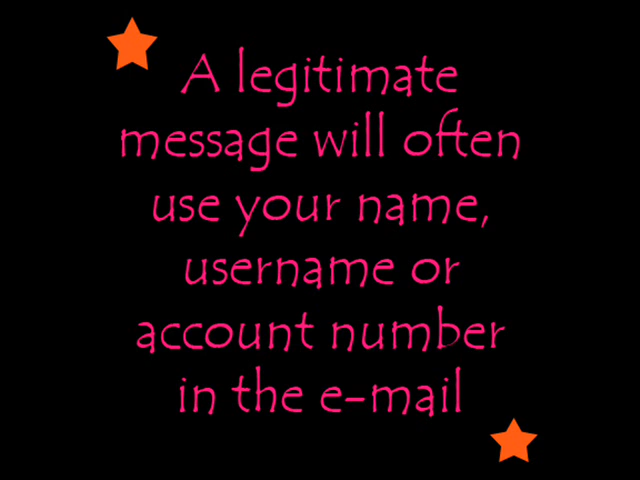 A legitimate
message will often
use your name,
username or
account number
in the e-mail